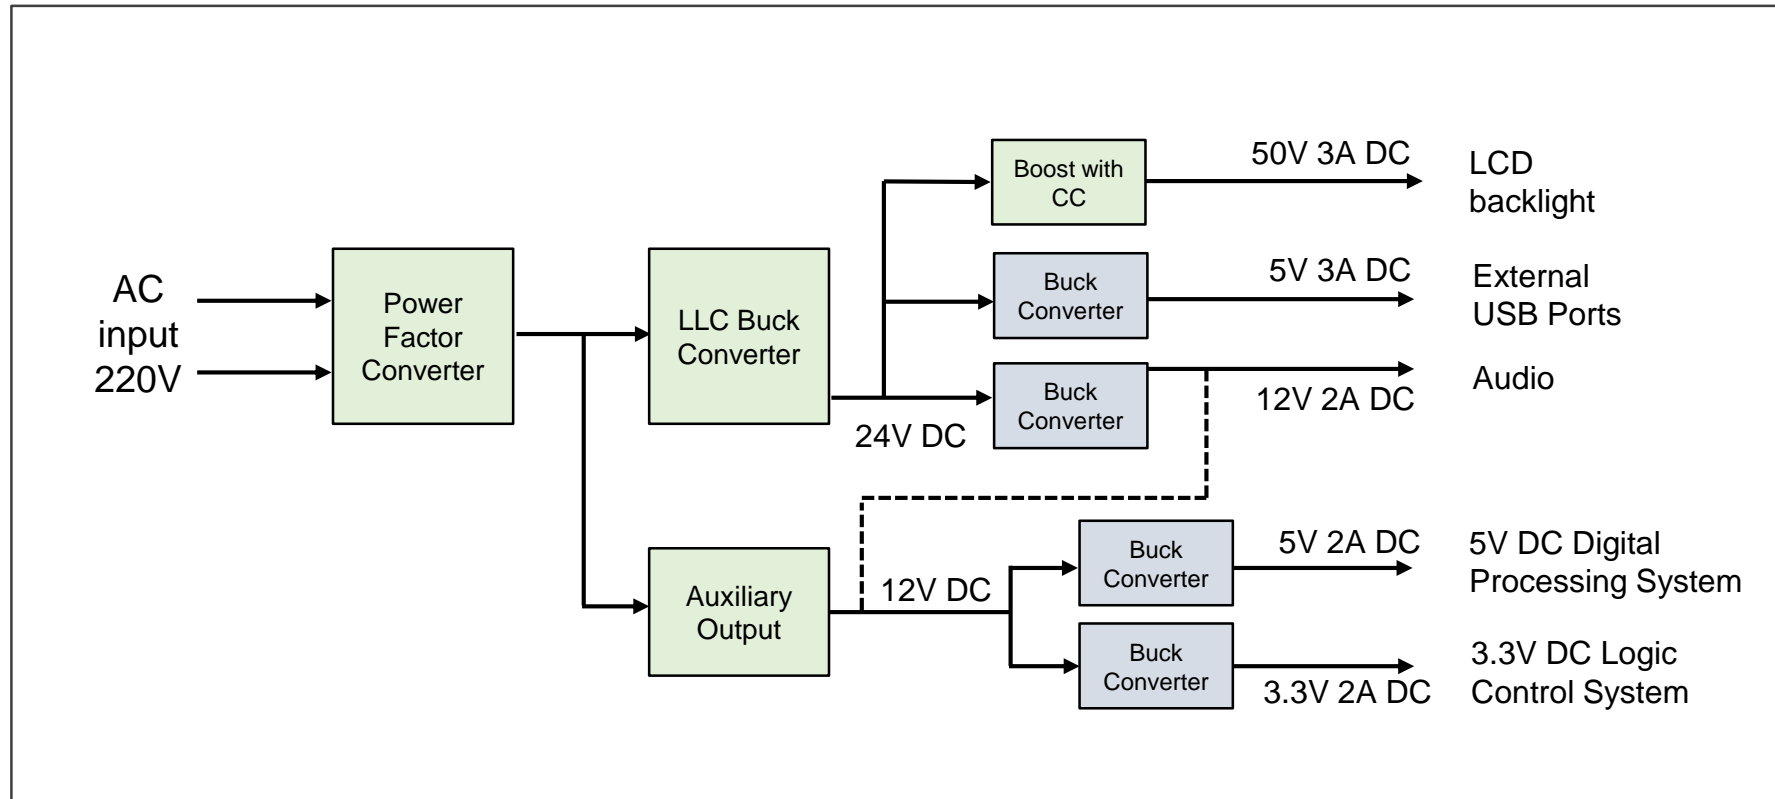 AC
input
220V
Power
Factor
Converter
LLC Buck
Converter
24V DC
Boost with
CC
50V 3A DC
LCD
backlight
Buck
Converter
5V 3A DC
External
USB Ports
Buck
Converter
12V 2A DC
Audio
Auxiliary
Output
12V DC
Buck
Converter
5V 2A DC
5V DC Digital
Processing System
Buck
Converter
3.3V 2A DC
3.3V DC Logic
Control System